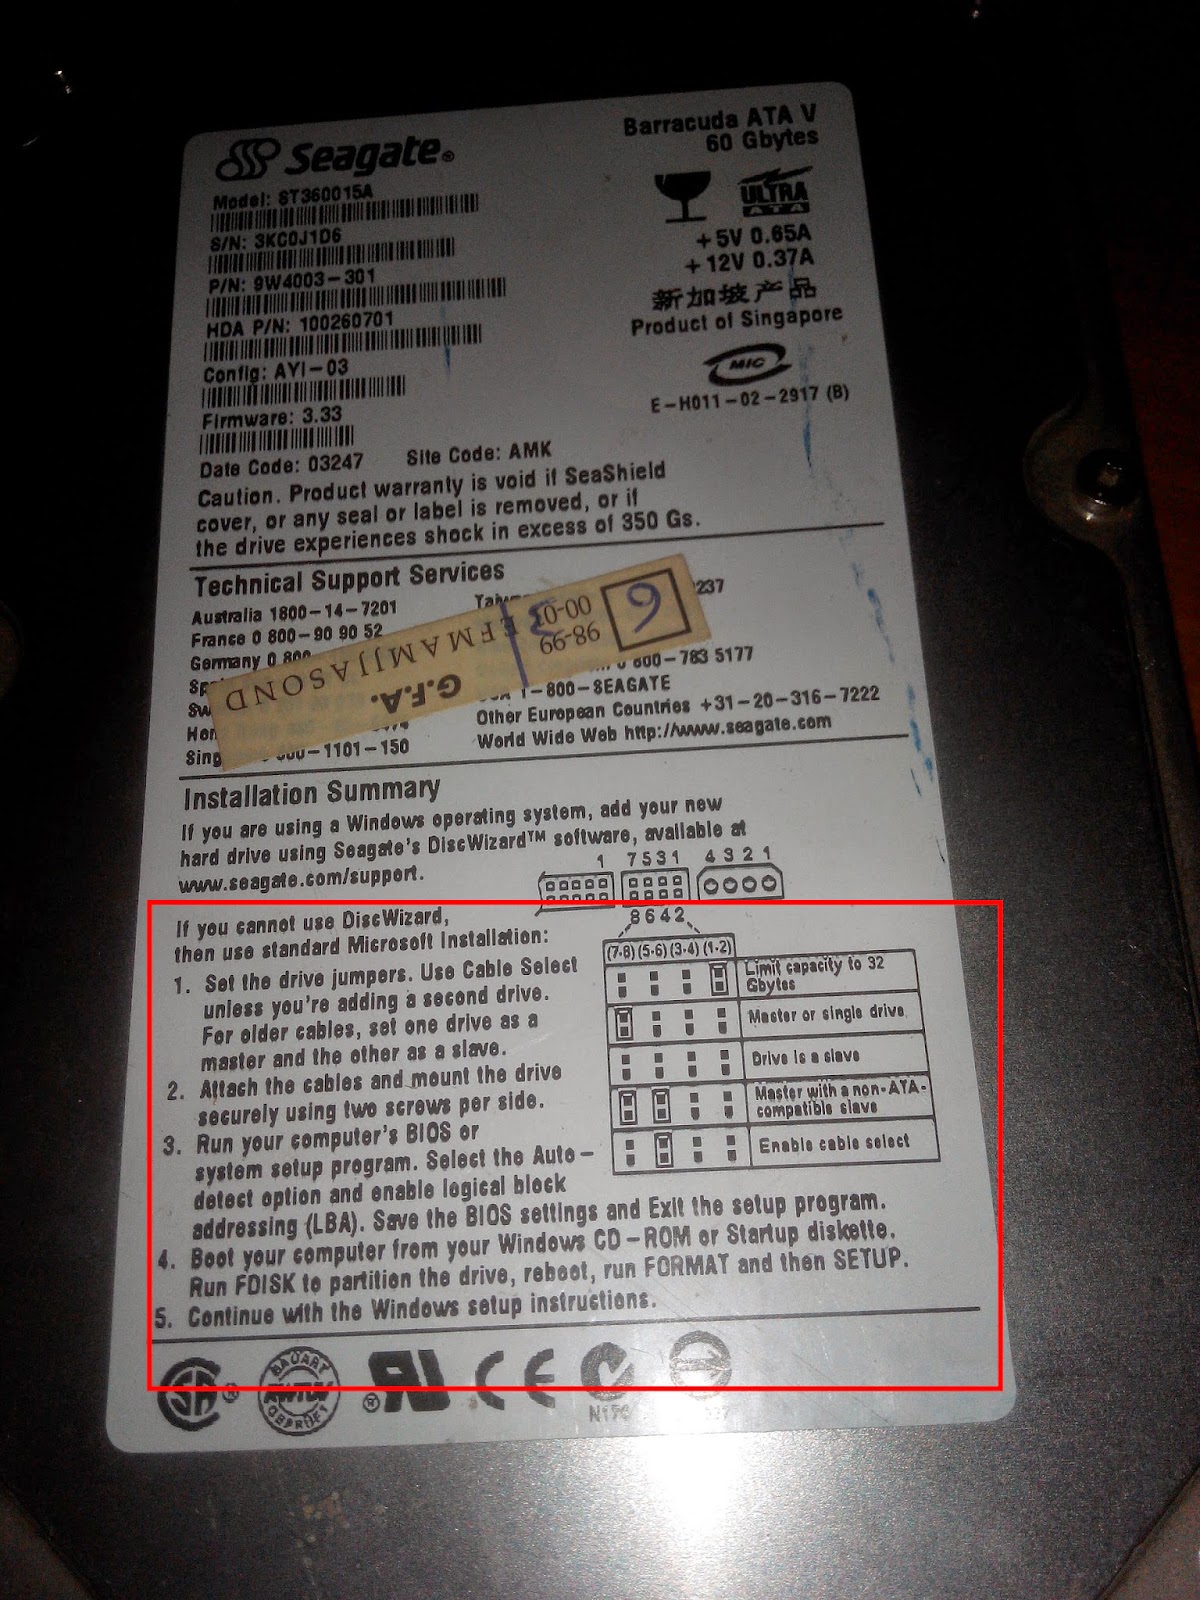 Seagate®
Barracuda ATA V
60 Gbytes
Model: ST360015A
S/N: 3KC0J1D6
P/N: 9W4003-301
HDA P/N: 100260701
Config: AYI-03
Firmware: 3.33
Date Code: 03247 Site Code: AMK
ULTRA
ATA
+5V 0.65A
+12V 0.37A
新加坡产品
Product of Singapore
MIC
E-H011-02-2917 (B)
Caution. Product warranty is void if SeaShield
cover, or any seal or label is removed, or if
the drive experiences shock in excess of 350 Gs.
Technical Support Services
Australia 1800-14-7201
France 0 800-90 90 52
Germany 0 800
800-783 5177
1-800-SEAGATE
Other European Countries +31-20-316-7222
World Wide Web http://www.seagate.com
-1101-150
G.F.A.
98-99
00-01
EFMAMJJASOND
Installation Summary
If you are using a Windows operating system, add your new
hard drive using Seagate's DiscWizard™ software, available at
www.seagate.com/support.
1 7531 4321
8642
If you cannot use DiscWizard,
then use standard Microsoft Installation:
1. Set the drive jumpers. Use Cable Select
unless you're adding a second drive.
For older cables, set one drive as a
master and the other as a slave.
2. Attach the cables and mount the drive
securely using two screws per side.
3. Run your computer's BIOS or
system setup program. Select the Auto-
detect option and enable logical block
addressing (LBA). Save the BIOS settings and Exit the setup program.
4. Boot your computer from your Windows CD-ROM or Startup diskette.
Run FDISK to partition the drive, reboot, run FORMAT and then SETUP.
5. Continue with the Windows setup instructions.
(7-8) (5-6) (3-4) (1-2)
Limit capacity to 32
Gbytes
Master or single drive
Drive is a slave
Master with a non-ATA-
compatible slave
Enable cable select
SA®
BAUART
GEPRÜFT
®
CE